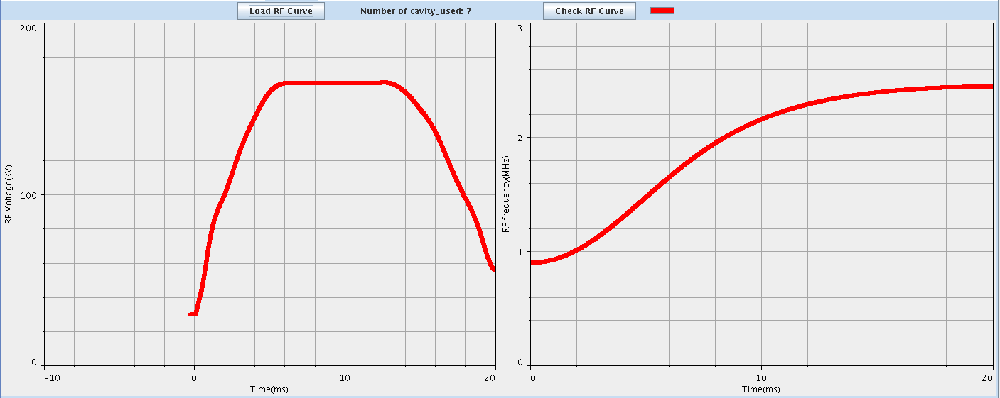 Load RF Curve
Number of cavity_used: 7
Check RF Curve
200
100
0
RF Voltage(kV)
-10
0
10
20
Time(ms)
3
2
1
0
RF frequency(MHz)
0
10
20
Time(ms)